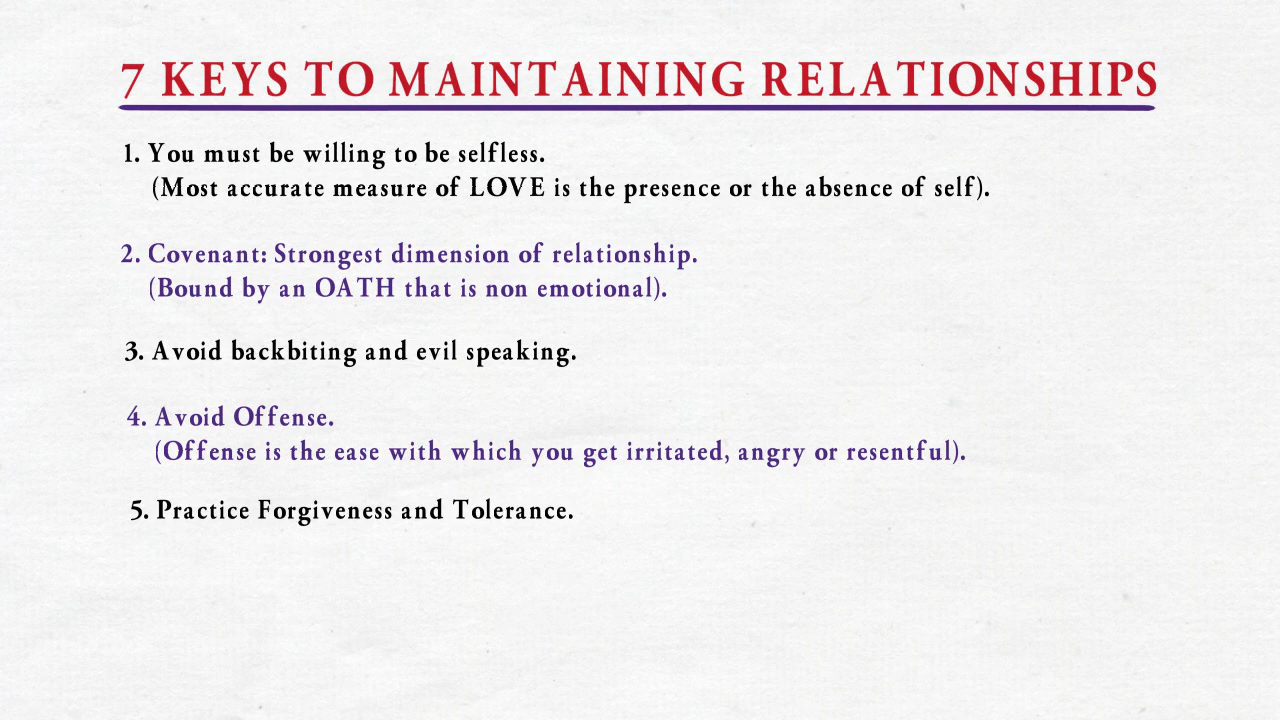 7 KEYS TO MAINTAINING RELATIONSHIPS
1. You must be willing to be selfless.
(Most accurate measure of LOVE is the presence or the absence of self).
2. Covenant: Strongest dimension of relationship.
(Bound by an OATH that is non emotional).
3. Avoid backbiting and evil speaking.
4. Avoid Offense.
(Offense is the ease with which you get irritated, angry or resentful).
5. Practice Forgiveness and Tolerance.